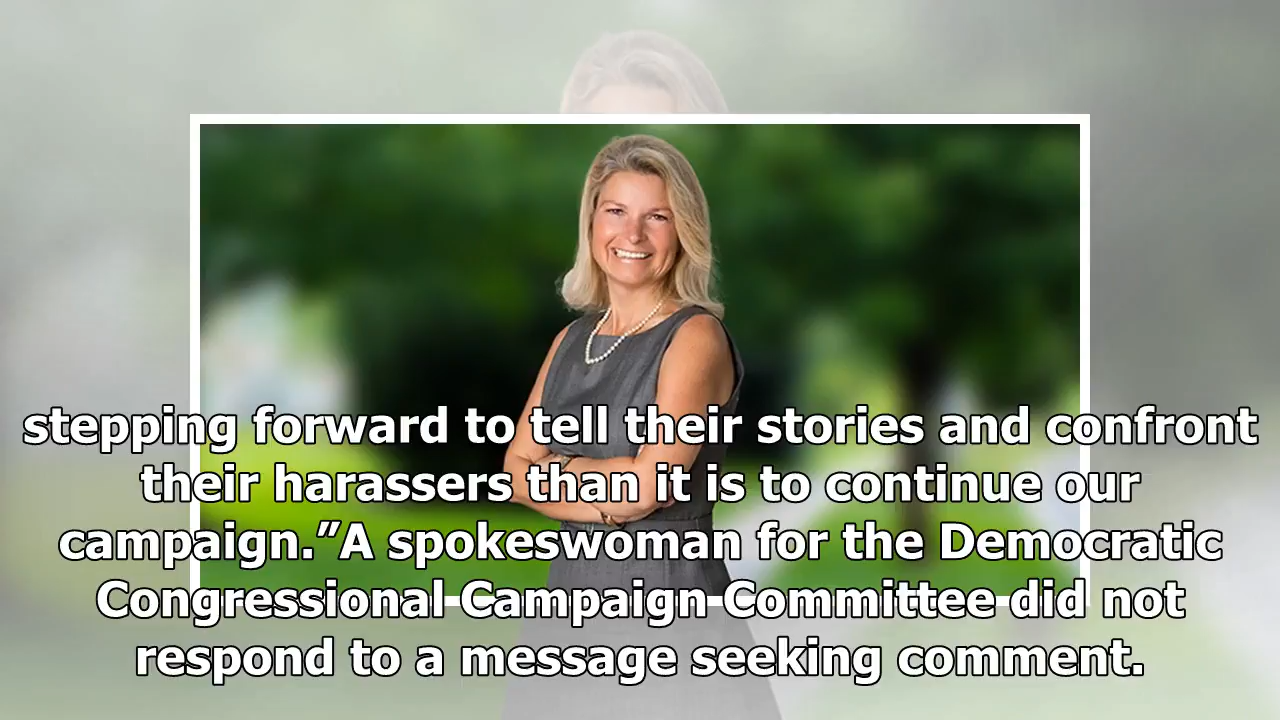 stepping forward to tell their stories and confront
their harassers than it is to continue our
campaign.”A spokeswoman for the Democratic
Congressional Campaign Committee did not
respond to a message seeking comment.